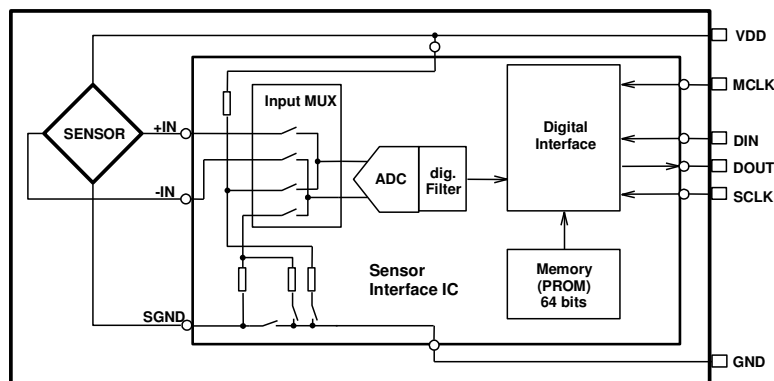 VDD
MCLK
Input MUX
SENSOR
+IN
Digital
Interface
DIN
DOUT
ADC
dig.
Filter
-IN
SCLK
Sensor
Interface IC
Memory
(PROM)
64 bits
SGND
GND